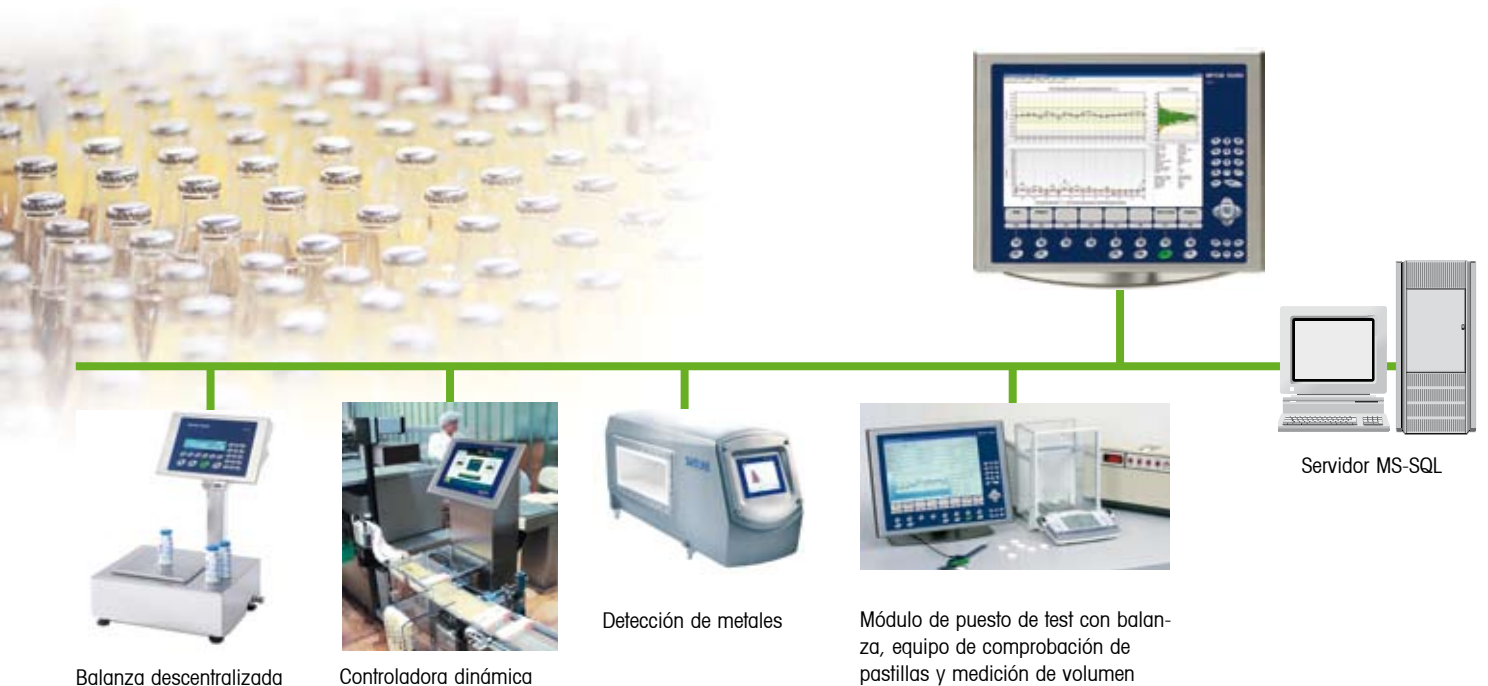 Servidor MS-SQL
Detección de metales
Módulo de puesto de test con balan-
za, equipo de comprobación de
pastillas y medición de volumen
Balanza descentralizada
Controladora dinámica